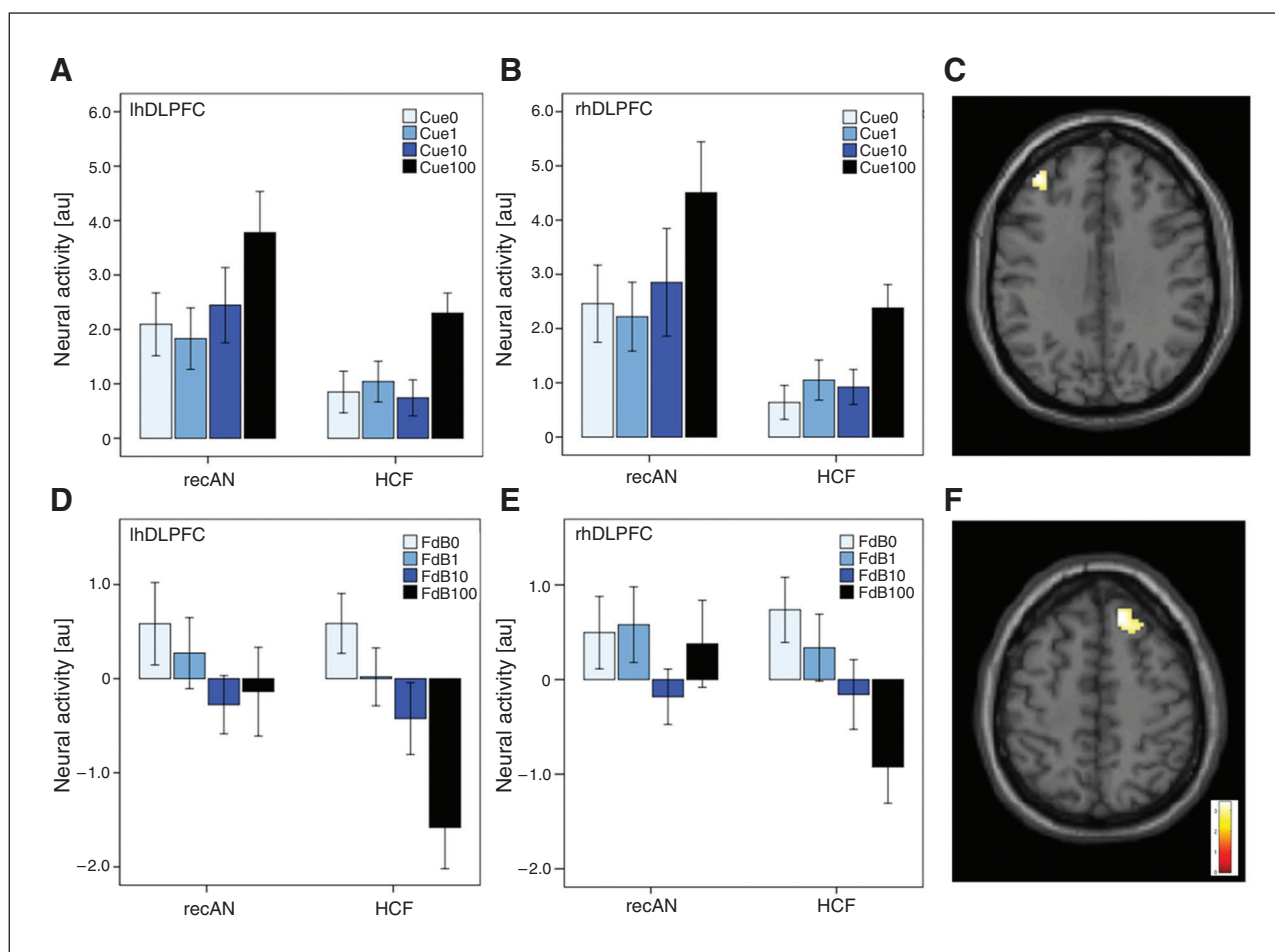 A
lhDLPFC
Cue0
Cue1
Cue10
Cue100
Neural activity [au]
6.0
5.0
4.0
3.0
2.0
1.0
0
recAN HCF
B
rhDLPFC
Cue0
Cue1
Cue10
Cue100
Neural activity [au]
6.0
5.0
4.0
3.0
2.0
1.0
0
recAN HCF
C
D
lhDLPFC
FdB0
FdB1
FdB10
FdB100
Neural activity [au]
1.0
0
−1.0
−2.0
recAN HCF
E
rhDLPFC
FdB0
FdB1
FdB10
FdB100
Neural activity [au]
1.0
0
−1.0
−2.0
recAN HCF
F
3
2
1
0